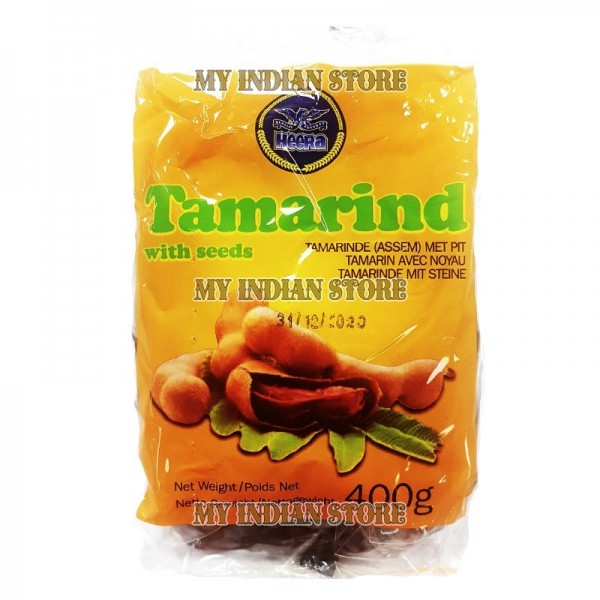 MY INDIAN STORE
HEERA
Tamarind
with seeds
TAMARINDE (ASSEM) MET PIT
TAMARIN AVEC NOYAU
TAMARINDE MIT STEINE
MY INDIAN STORE
31/12/2020
Net Weight/Poids Net
400g
MY INDIAN STORE